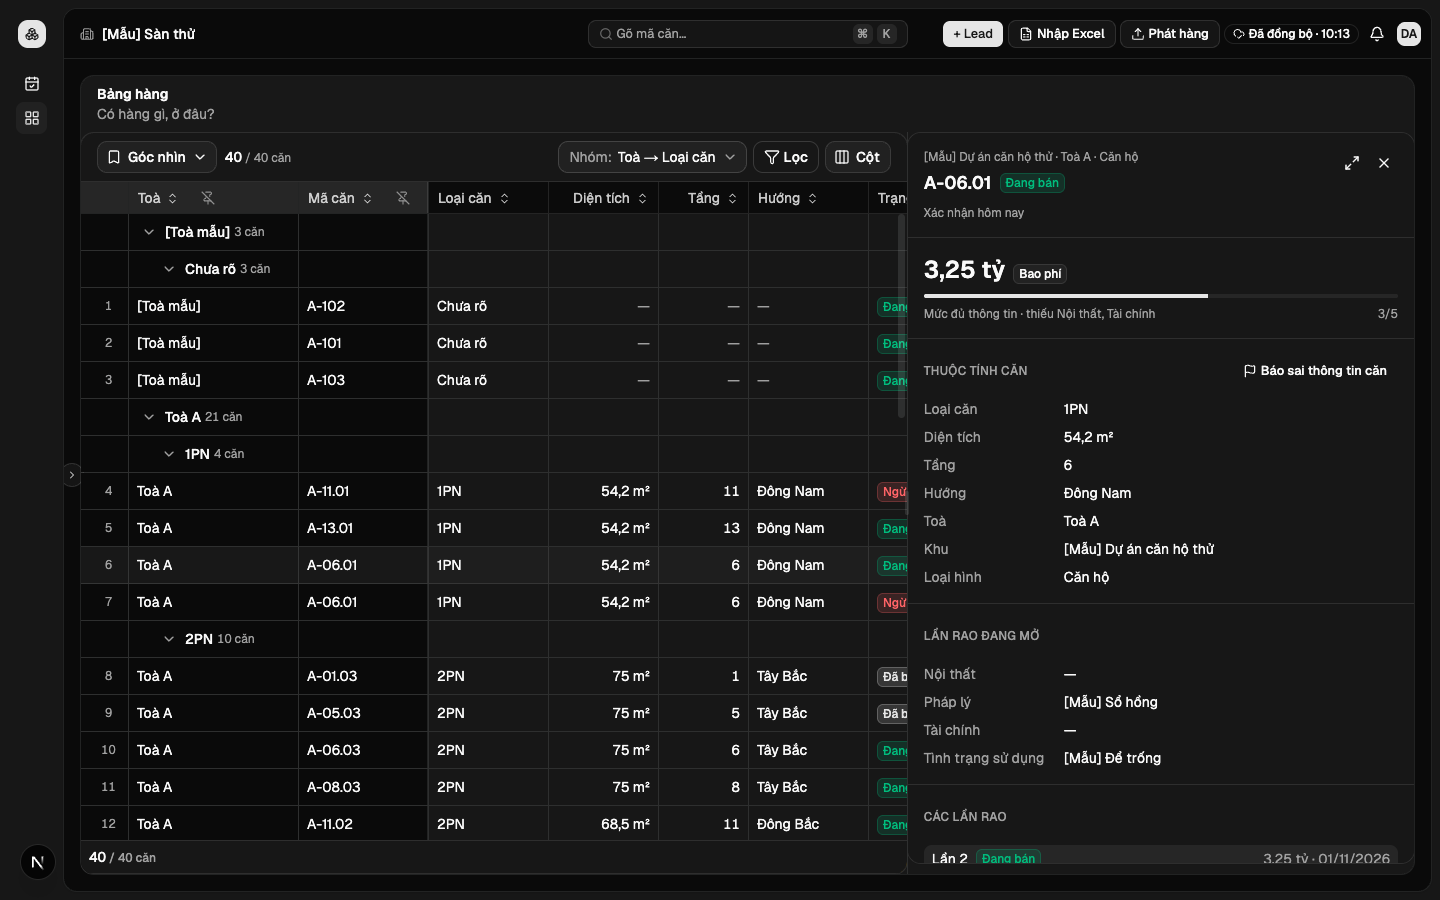 [Mẫu] Sàn thử
Gõ mã căn...
⌘ K
+ Lead
Nhập Excel
Phát hàng
Đã đồng bộ · 10:13
DA
Bảng hàng
Có hàng gì, ở đâu?
Góc nhìn
40 / 40 căn
Nhóm: Toà → Loại căn
Lọc
Cột
Toà Mã căn Loại căn Diện tích Tầng Hướng Trạn
[Toà mẫu] 3 căn
Chưa rõ 3 căn
1 [Toà mẫu] A-102 Chưa rõ — — — Đang
2 [Toà mẫu] A-101 Chưa rõ — — — Đang
3 [Toà mẫu] A-103 Chưa rõ — — — Đang
Toà A 21 căn
1PN 4 căn
4 Toà A A-11.01 1PN 54,2 m² 11 Đông Nam Ngừ
5 Toà A A-13.01 1PN 54,2 m² 13 Đông Nam Đang
6 Toà A A-06.01 1PN 54,2 m² 6 Đông Nam Đang
7 Toà A A-06.01 1PN 54,2 m² 6 Đông Nam Ngừ
2PN 10 căn
8 Toà A A-01.03 2PN 75 m² 1 Tây Bắc Đã b
9 Toà A A-05.03 2PN 75 m² 5 Tây Bắc Đã b
10 Toà A A-06.03 2PN 75 m² 6 Tây Bắc Đang
11 Toà A A-08.03 2PN 75 m² 8 Tây Bắc Đang
12 Toà A A-11.02 2PN 68,5 m² 11 Đông Bắc Đang
40 / 40 căn
N
[Mẫu] Dự án căn hộ thử · Toà A · Căn hộ
A-06.01 Đang bán
Xác nhận hôm nay
3,25 tỷ Bao phí
Mức đủ thông tin · thiếu Nội thất, Tài chính 3/5
THUỘC TÍNH CĂN
Báo sai thông tin căn
Loại căn 1PN
Diện tích 54,2 m²
Tầng 6
Hướng Đông Nam
Toà Toà A
Khu [Mẫu] Dự án căn hộ thử
Loại hình Căn hộ
LẦN RAO ĐANG MỞ
Nội thất —
Pháp lý [Mẫu] Sổ hồng
Tài chính —
Tình trạng sử dụng [Mẫu] Để trống
CÁC LẦN RAO
Lần 2 Đang bán 3,25 tỷ · 01/11/2026